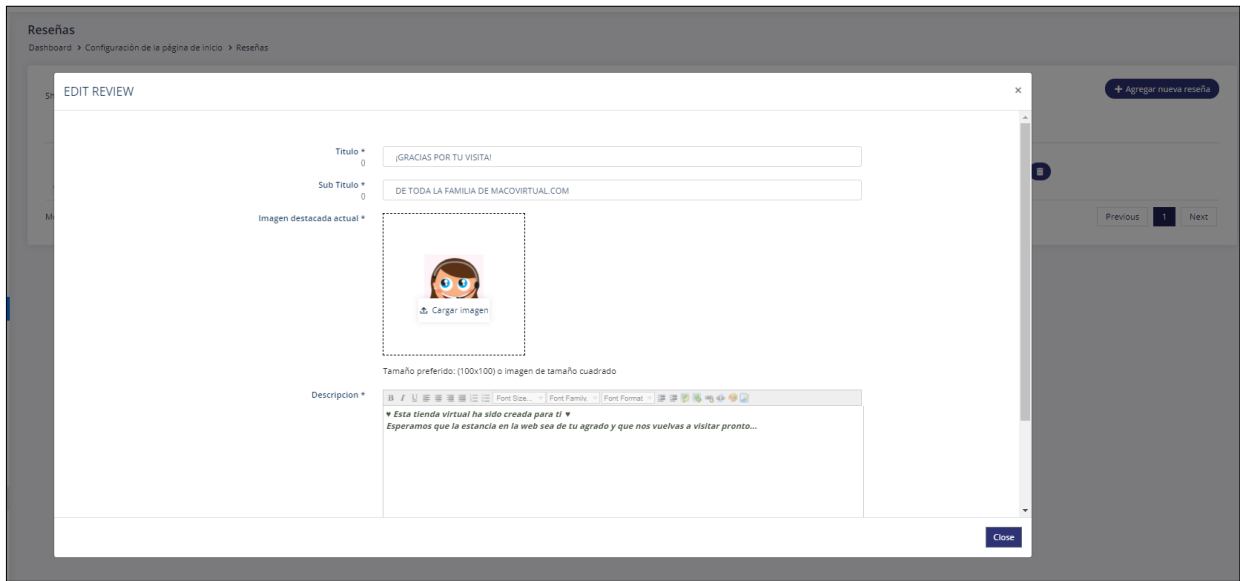 Reseñas
Dashboard > Configuración de la página de inicio > Reseñas
EDIT REVIEW
×
+ Agregar nueva reseña
Titulo *
()
¡GRACIAS POR TU VISITA!
Sub Titulo *
()
DE TODA LA FAMILIA DE MACOVIRTUAL.COM
Imagen destacada actual *
Cargar imagen
Previous 1 Next
Tamaño preferido: (100x100) o imagen de tamaño cuadrado
Descripcion *
B I U Font Size... Font Family. Font Format
♥ Esta tienda virtual ha sido creada para ti ♥
Esperamos que la estancia en la web sea de tu agrado y que nos vuelvas a visitar pronto...
Close